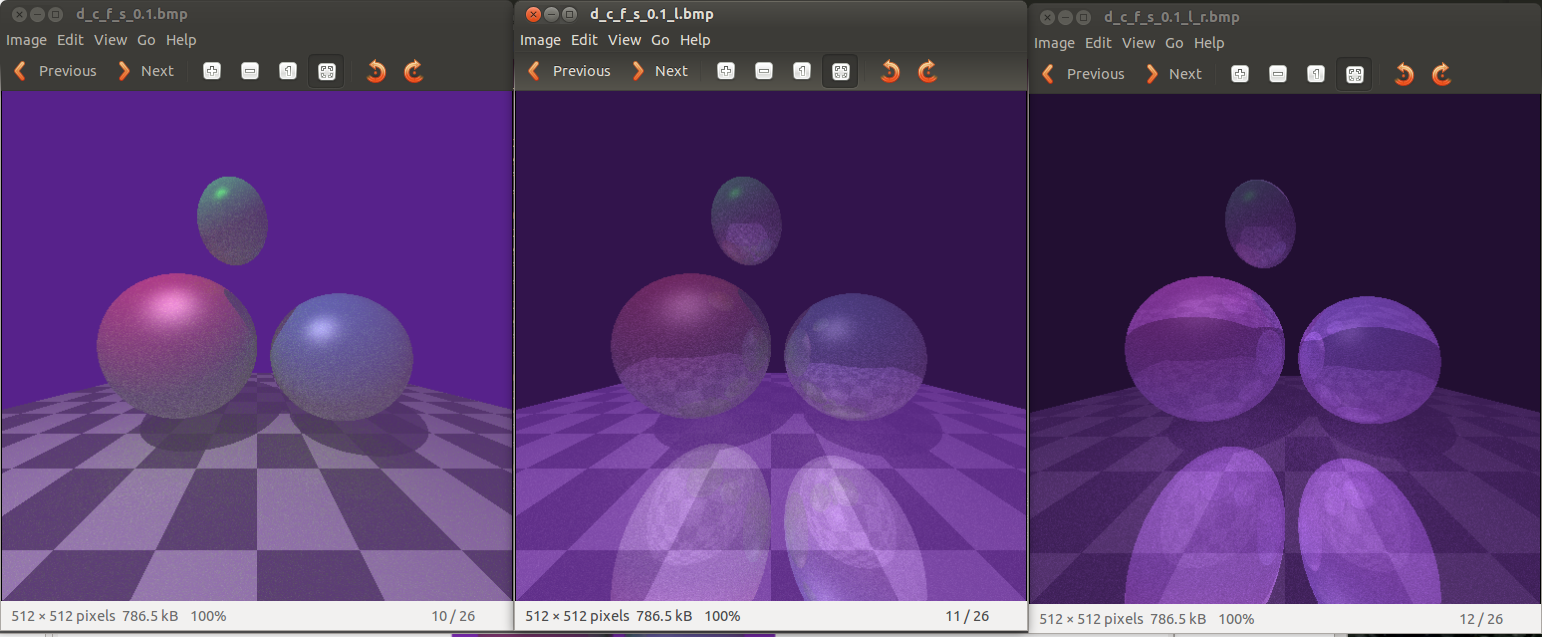 d_c_f_s_0.1.bmp
Image Edit View Go Help
Previous Next 1
512 × 512 pixels 786.5 kB 100% 10 / 26
d_c_f_s_0.1_l.bmp
Image Edit View Go Help
Previous Next 1
512 × 512 pixels 786.5 kB 100% 11 / 26
d_c_f_s_0.1_l_r.bmp
Image Edit View Go Help
Previous Next 1
512 × 512 pixels 786.5 kB 100% 12 / 26